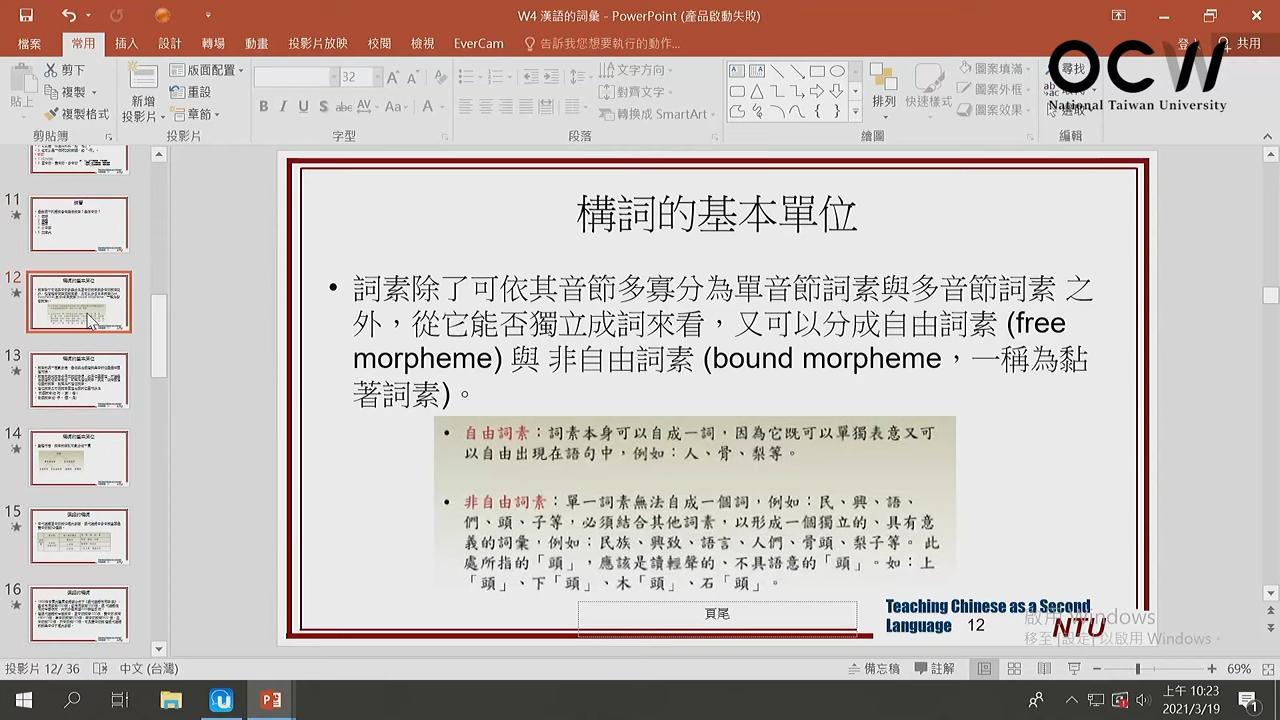 W4 漢語的詞彙 - PowerPoint (產品啟動失敗)
檔案 常用 插入 設計 轉場 動畫 投影片放映 校閱 檢視 EverCam 告訴我您想要執行的動作... 登 共用
OCW
National Taiwan University
貼上
剪下
複製
複製格式
剪貼簿
新增
投影片
版面配置
重設
章節
投影片
32
字型
文字方向
對齊文字
轉換成 SmartArt
段落
排列
快速樣式
圖案填滿
圖案外框
圖案效果
繪圖
尋找
選取
編輯
11
12
13
14
15
16
構詞的基本單位
• 詞素除了可依其音節多寡分為單音節詞素與多音節詞素 之
外，從它能否獨立成詞來看，又可以分成自由詞素 (free
morpheme) 與 非自由詞素 (bound morpheme，一稱為黏
著詞素)。
• 自由詞素：詞素本身可以自成一詞，因為它既可以單獨表意又可
以自由出現在語句中，例如：人、骨、梨等。
• 非自由詞素：單一詞素無法自成一個詞，例如：民、興、語、
們、頭、子等，必須結合其他詞素，以形成一個獨立的、具有意
義的詞彙，例如：民族、興致、語言、人們、骨頭、梨子等。此
處所指的「頭」，應該是讀輕聲的、不具語意的「頭」。如：上
「頭」、下「頭」、木「頭」、石「頭」。
頁尾
Teaching Chinese as a Second
Language 12
NTU
啟用 Windows
移至 [設定] 以啟用 Windows。
投影片 12/ 36 中文 (台灣) 備忘稿 註解 69%
上午 10:23
2021/3/19
1